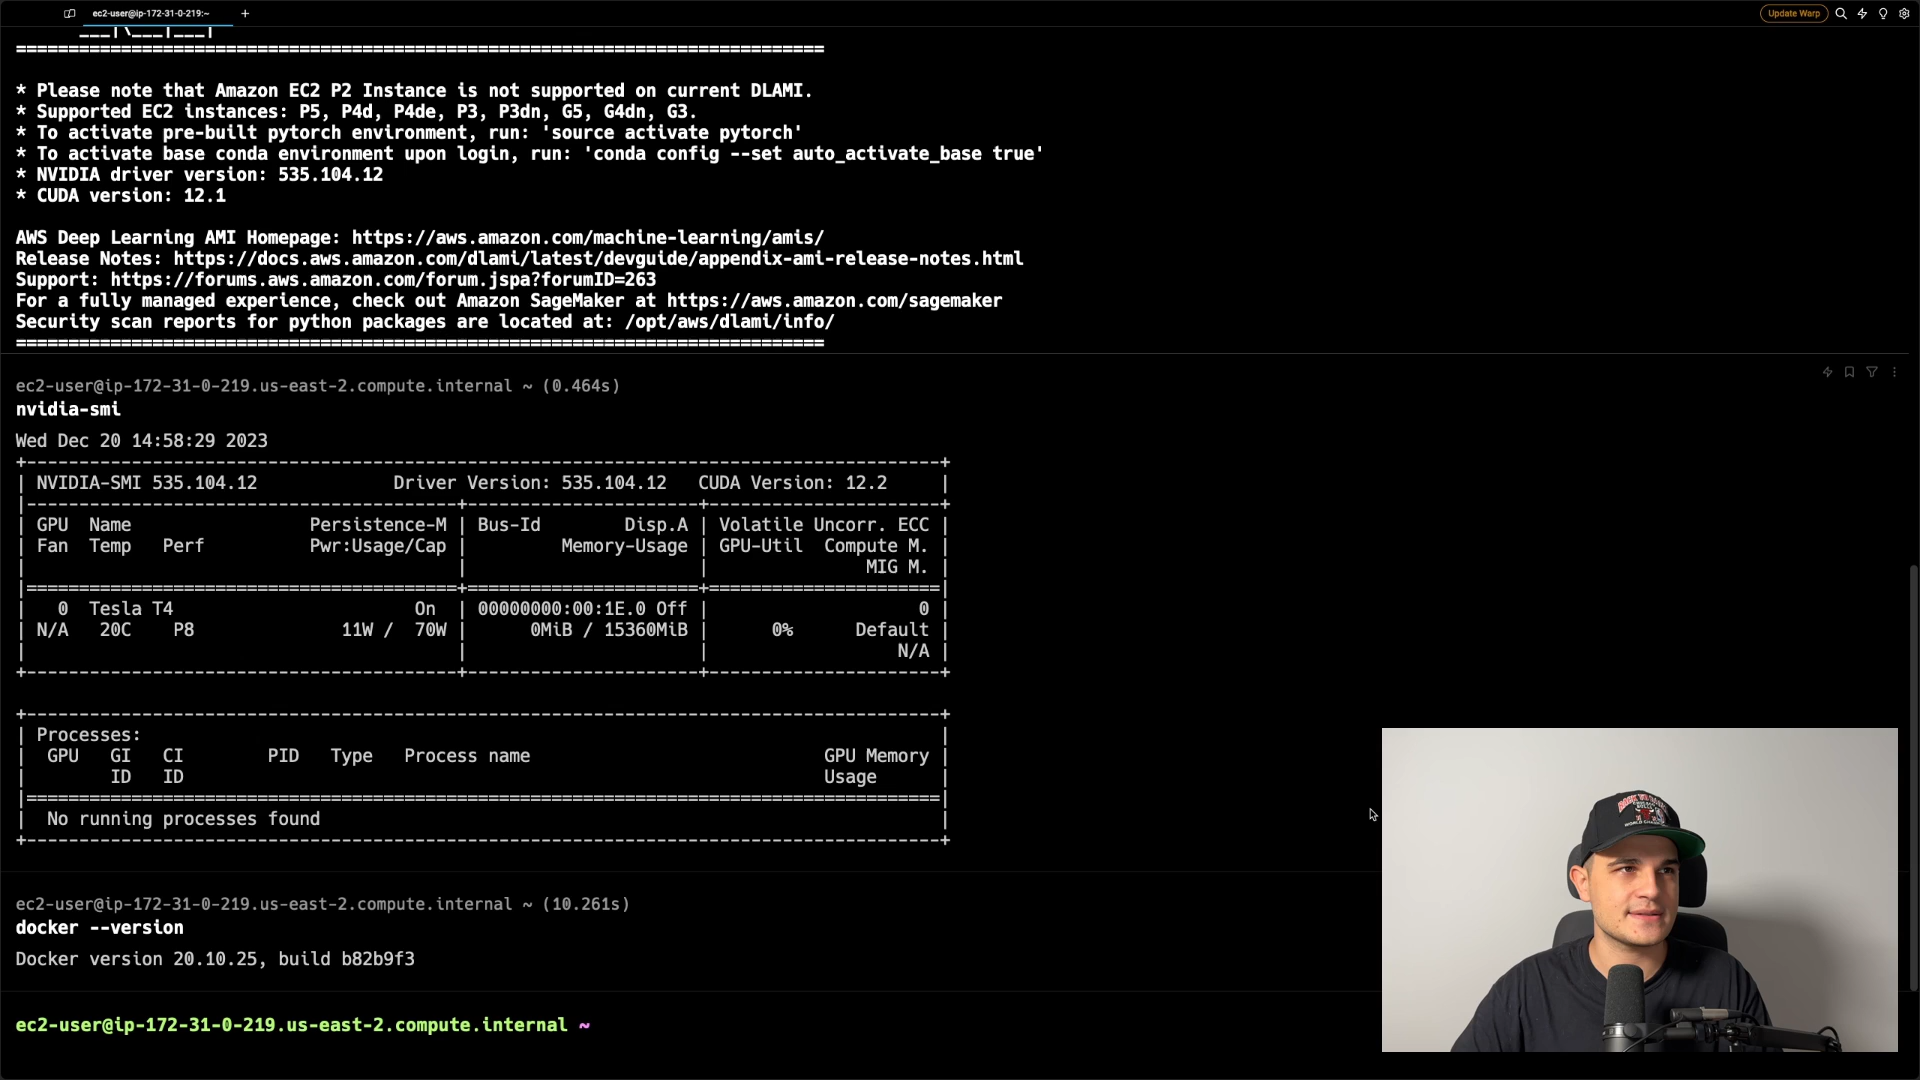 ec2-user@ip-172-31-0-219:~
+
Update Warp
___|\___|___|
=============================================================================
* Please note that Amazon EC2 P2 Instance is not supported on current DLAMI.
* Supported EC2 instances: P5, P4d, P4de, P3, P3dn, G5, G4dn, G3.
* To activate pre-built pytorch environment, run: 'source activate pytorch'
* To activate base conda environment upon login, run: 'conda config --set auto_activate_base true'
* NVIDIA driver version: 535.104.12
* CUDA version: 12.1
AWS Deep Learning AMI Homepage: https://aws.amazon.com/machine-learning/amis/
Release Notes: https://docs.aws.amazon.com/dlami/latest/devguide/appendix-ami-release-notes.html
Support: https://forums.aws.amazon.com/forum.jspa?forumID=263
For a fully managed experience, check out Amazon SageMaker at https://aws.amazon.com/sagemaker
Security scan reports for python packages are located at: /opt/aws/dlami/info/
=============================================================================
ec2-user@ip-172-31-0-219.us-east-2.compute.internal ~ (0.464s)
nvidia-smi
Wed Dec 20 14:58:29 2023
+---------------------------------------------------------------------------------------+
| NVIDIA-SMI 535.104.12             Driver Version: 535.104.12   CUDA Version: 12.2     |
|-----------------------------------------+----------------------+----------------------+
| GPU  Name                 Persistence-M | Bus-Id        Disp.A | Volatile Uncorr. ECC |
| Fan  Temp   Perf          Pwr:Usage/Cap |         Memory-Usage | GPU-Util  Compute M. |
|                                         |                      |               MIG M. |
|=========================================+======================+======================|
|   0  Tesla T4                       On  | 00000000:00:1E.0 Off |                    0 |
| N/A   20C    P8              11W /  70W |      0MiB / 15360MiB |      0%      Default |
|                                         |                      |                  N/A |
+-----------------------------------------+----------------------+----------------------+
+---------------------------------------------------------------------------------------+
| Processes:                                                                            |
|  GPU   GI   CI        PID   Type   Process name                            GPU Memory |
|        ID   ID                                                             Usage      |
|=======================================================================================|
|  No running processes found                                                           |
+---------------------------------------------------------------------------------------+
ec2-user@ip-172-31-0-219.us-east-2.compute.internal ~ (10.261s)
docker --version
Docker version 20.10.25, build b82b9f3
ec2-user@ip-172-31-0-219.us-east-2.compute.internal ~